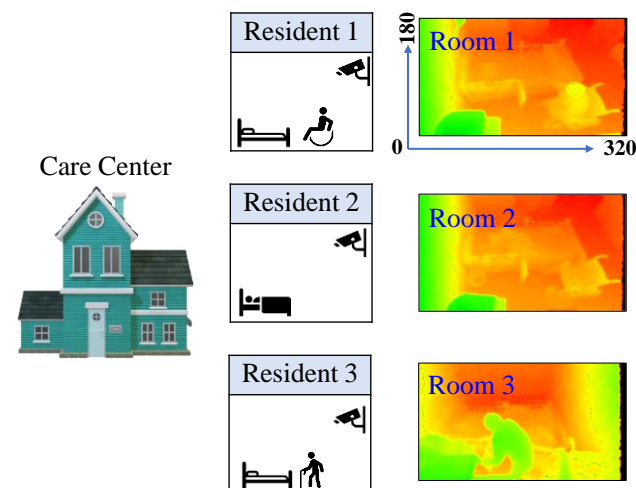 Resident 1
Room 1
180
0
320
Care Center
Resident 2
Room 2
Resident 3
Room 3